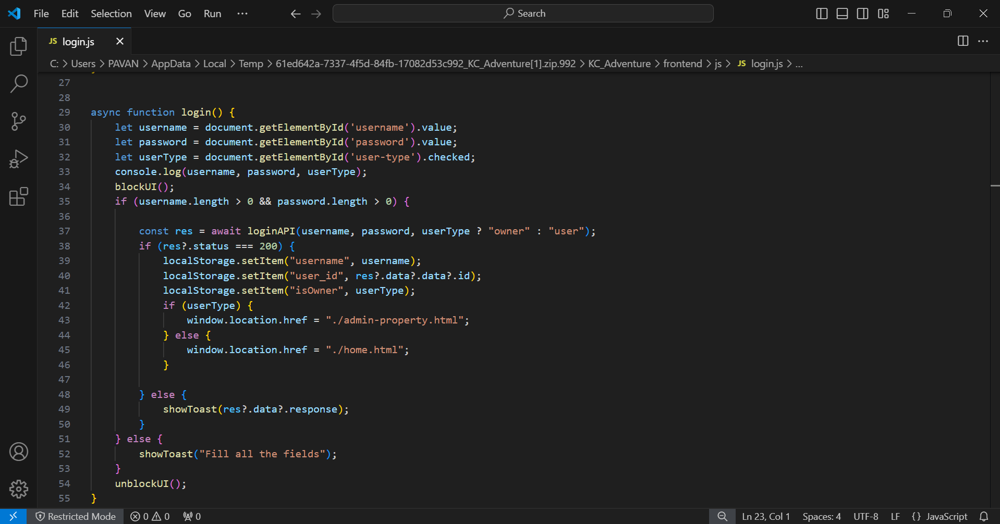 File Edit Selection View Go Run ··· Search
JS login.js
C: > Users > PAVAN > AppData > Local > Temp > 61ed642a-7337-4f5d-84fb-17082d53c992_KC_Adventure[1].zip.992 > KC_Adventure > frontend > js > JS login.js > ...
27
28
29 async function login() {
30 let username = document.getElementById('username').value;
31 let password = document.getElementById('password').value;
32 let userType = document.getElementById('user-type').checked;
33 console.log(username, password, userType);
34 blockUI();
35 if (username.length > 0 && password.length > 0) {
36
37 const res = await loginAPI(username, password, userType ? "owner" : "user");
38 if (res?.status === 200) {
39 localStorage.setItem("username", username);
40 localStorage.setItem("user_id", res?.data?.data?.id);
41 localStorage.setItem("isOwner", userType);
42 if (userType) {
43 window.location.href = "./admin-property.html";
44 } else {
45 window.location.href = "./home.html";
46 }
47
48 } else {
49 showToast(res?.data?.response);
50 }
51 } else {
52 showToast("Fill all the fields");
53 }
54 unblockUI();
55 }
Restricted Mode 0 0 0 Ln 23, Col 1 Spaces: 4 UTF-8 LF {} JavaScript